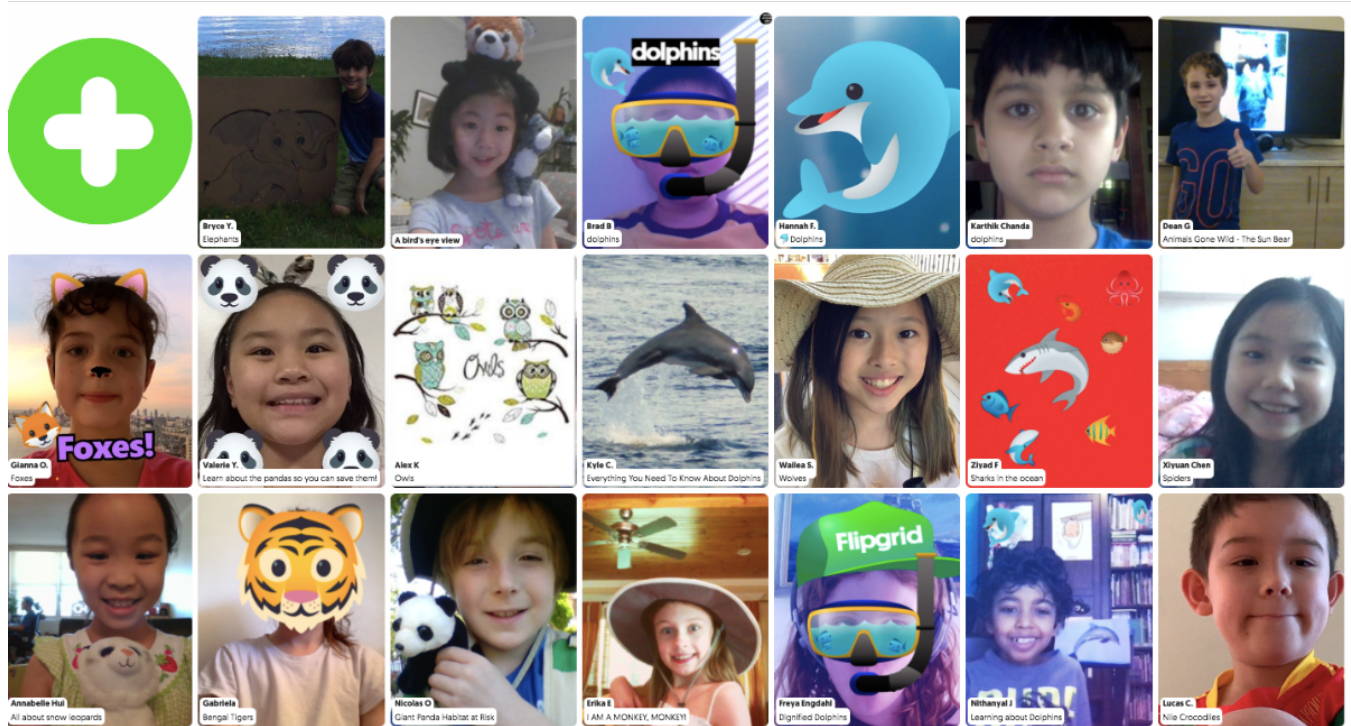 dolphins
Bryce Y.
Elephants
A bird's eye view
Brad B
dolphins
Hannah F.
🐬Dolphins
Karthik Chanda
dolphins
GO
Dean G
Animals Gone Wild - The Sun Bear
Foxes!
Gianna O.
Foxes
Valerie Y.
Learn about the pandas so you can save them!
Owls
Alex K
Owls
Kyle C.
Everything You Need To Know About Dolphins
Wailea S.
Wolves
Ziyad F
Sharks in the ocean
Xiyuan Chen
Spiders
Annabelle Hui
All about snow leopards
Gabriela
Bengal Tigers
Nicolas O
Giant Panda Habitat at Risk
Erika E
I AM A MONKEY, MONKEY!
Flipgrid
Freya Engdahl
Dignified Dolphins
Nithanyal J
Learning about Dolphins
Lucas C.
Nile Crocodiles